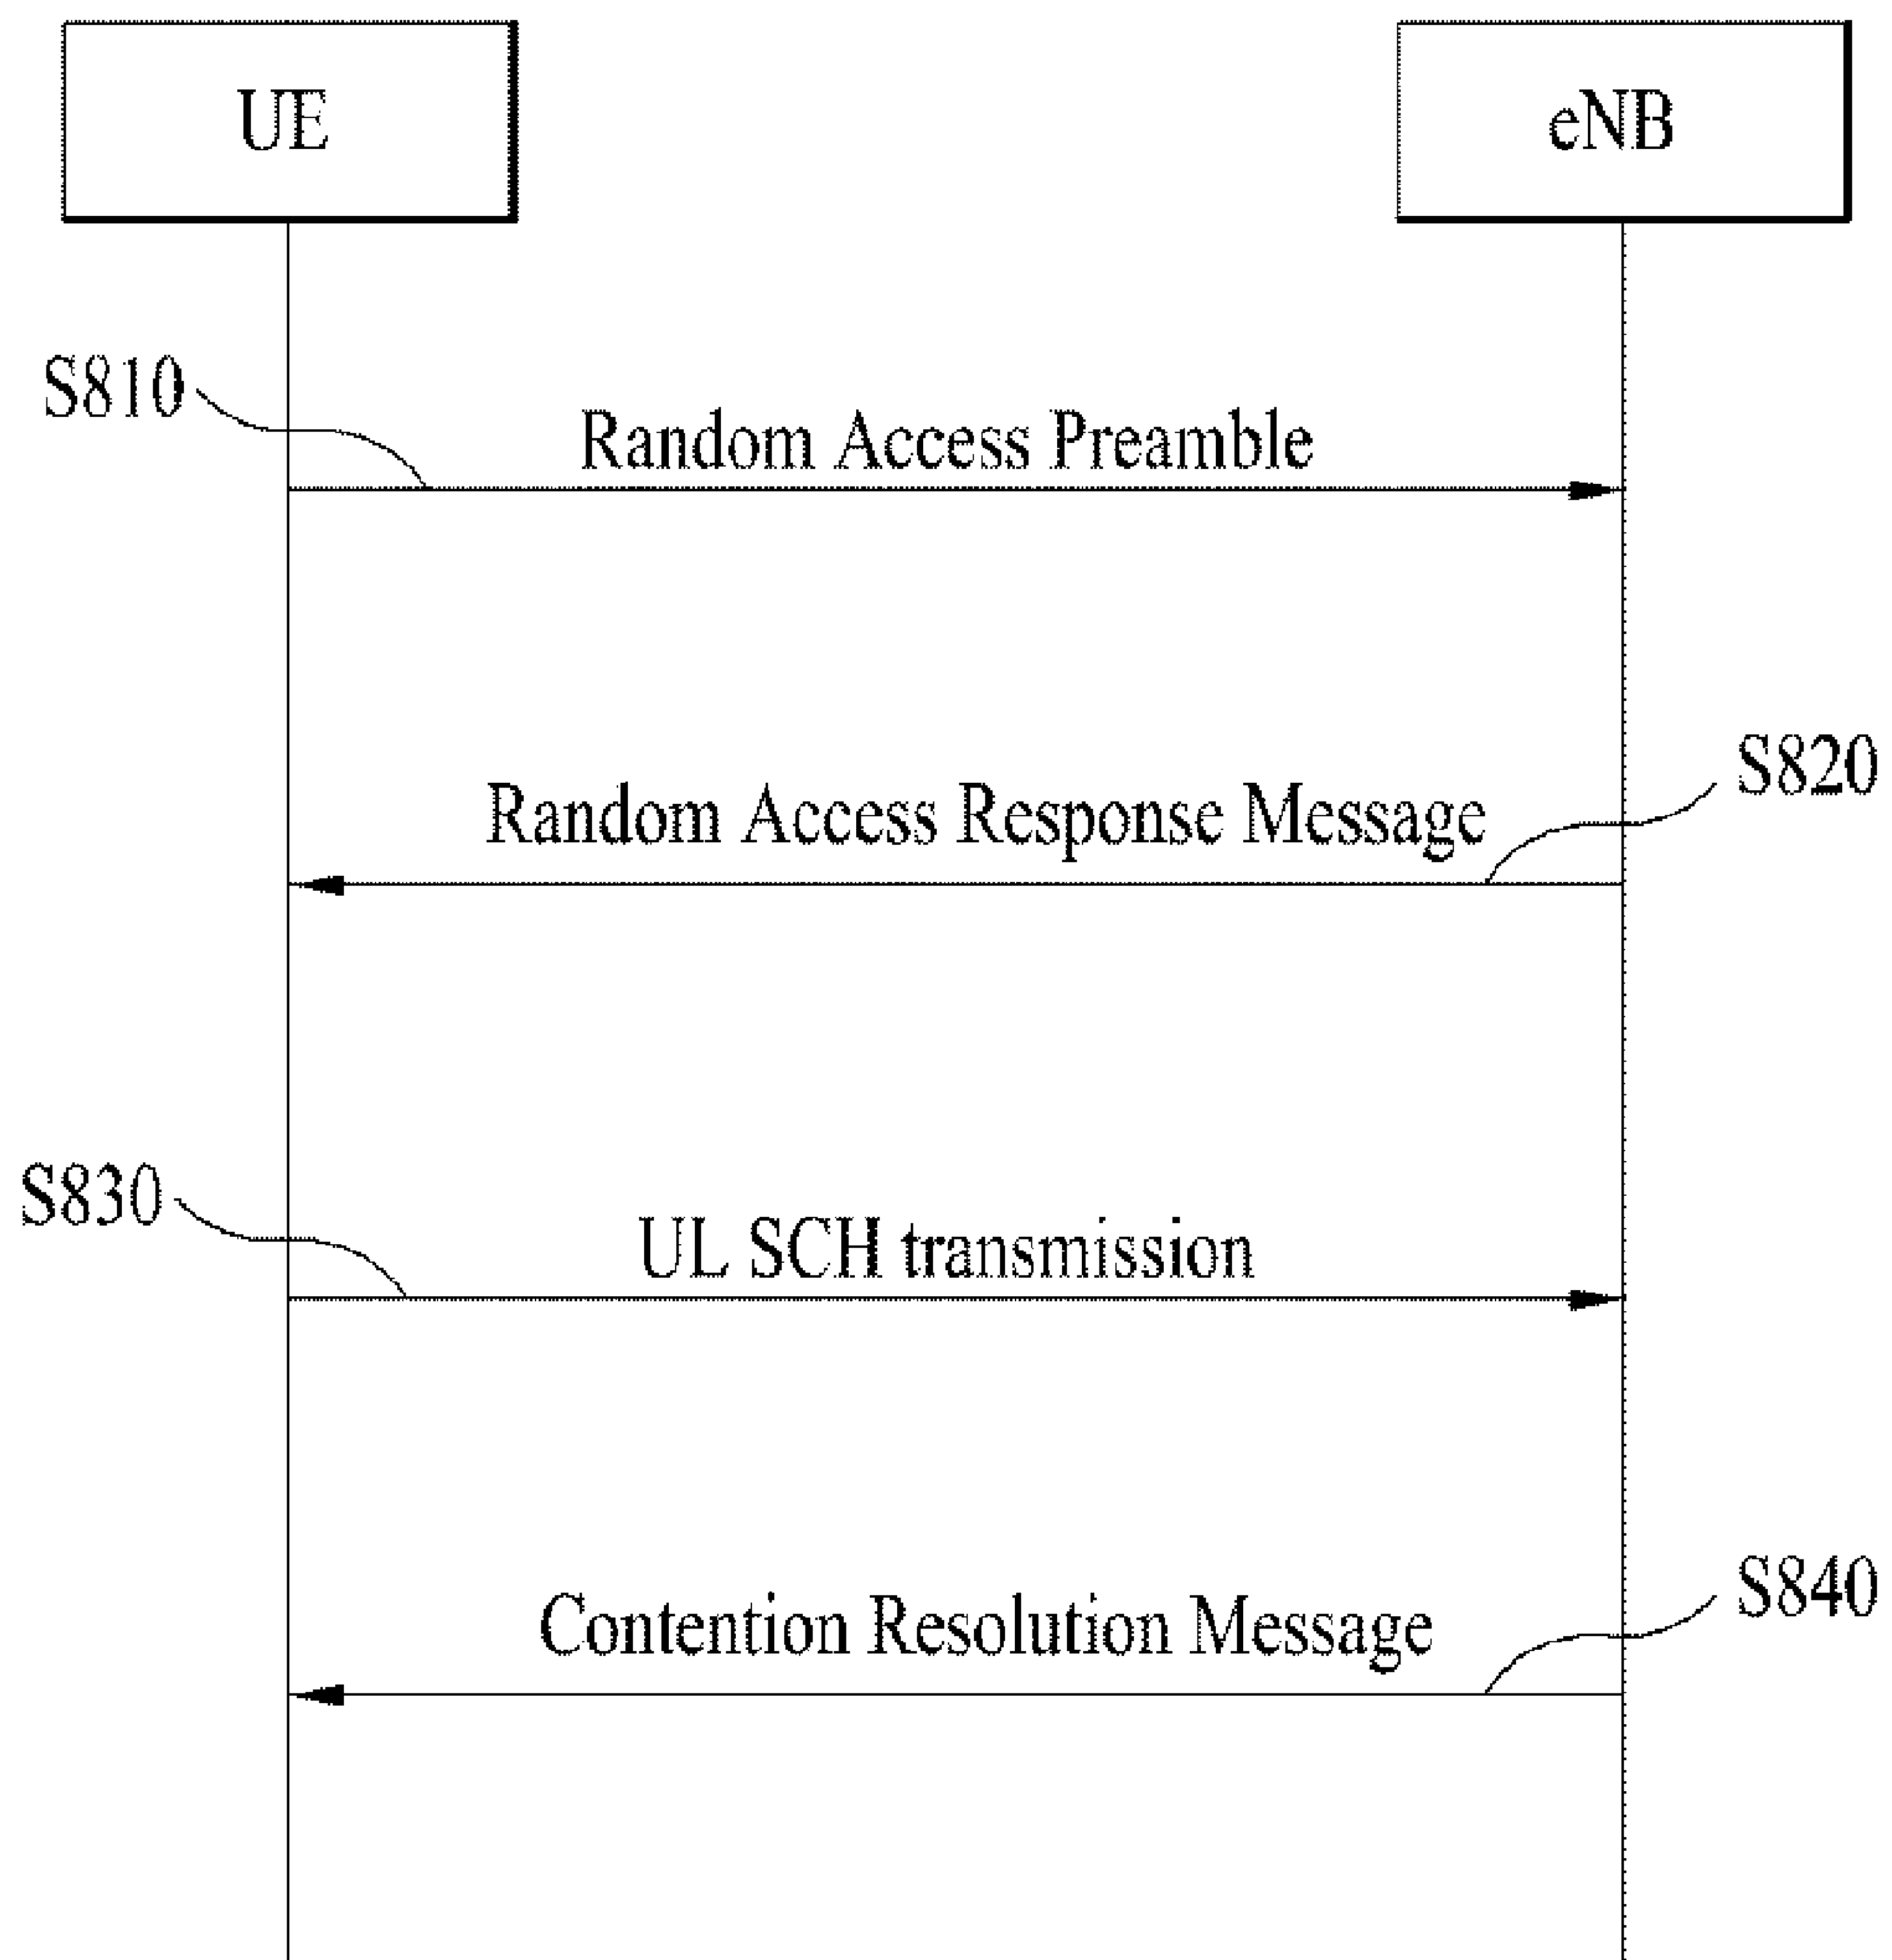 UE
eNB
S810
Random Access Preamble
S820
Random Access Response Message
S830
UL SCH transmission
S840
Contention Resolution Message